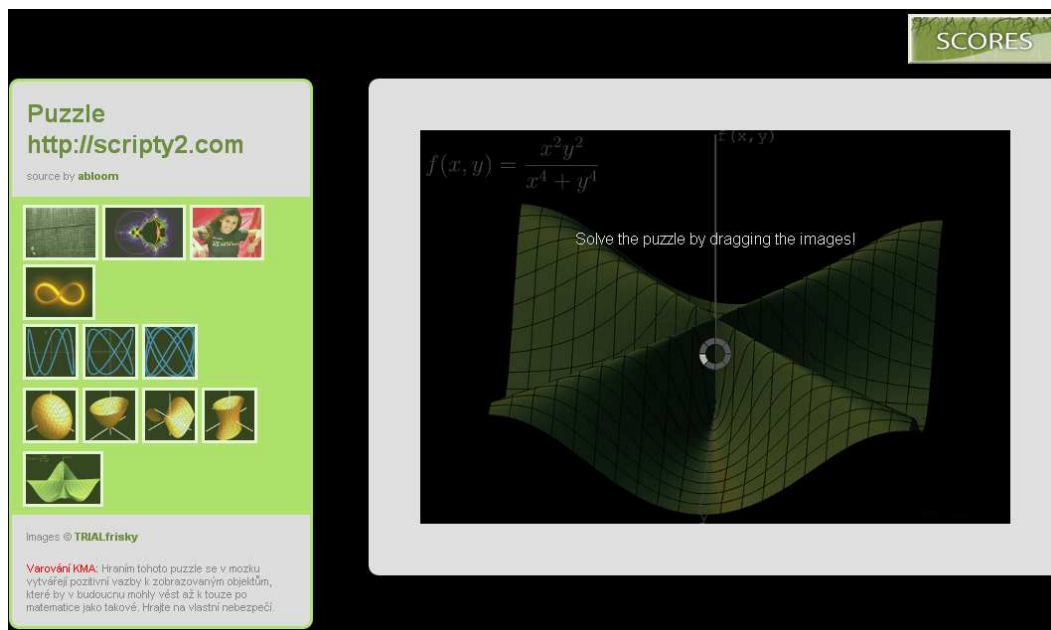 SCORES
Puzzle
http://scripty2.com
source by abloom
f(x, y) = x²y² / x⁴ + y⁴
f(x,y)
Solve the puzzle by dragging the images!
Images © TRIALfrisky
Varování KMA: Hraním tohoto puzzle se v mozku
vytvářejí pozitivní vazby k zobrazovaným objektům,
které by v budoucnu mohly vést až k touze po
matematice jako takové. Hrajte na vlastní nebezpečí.